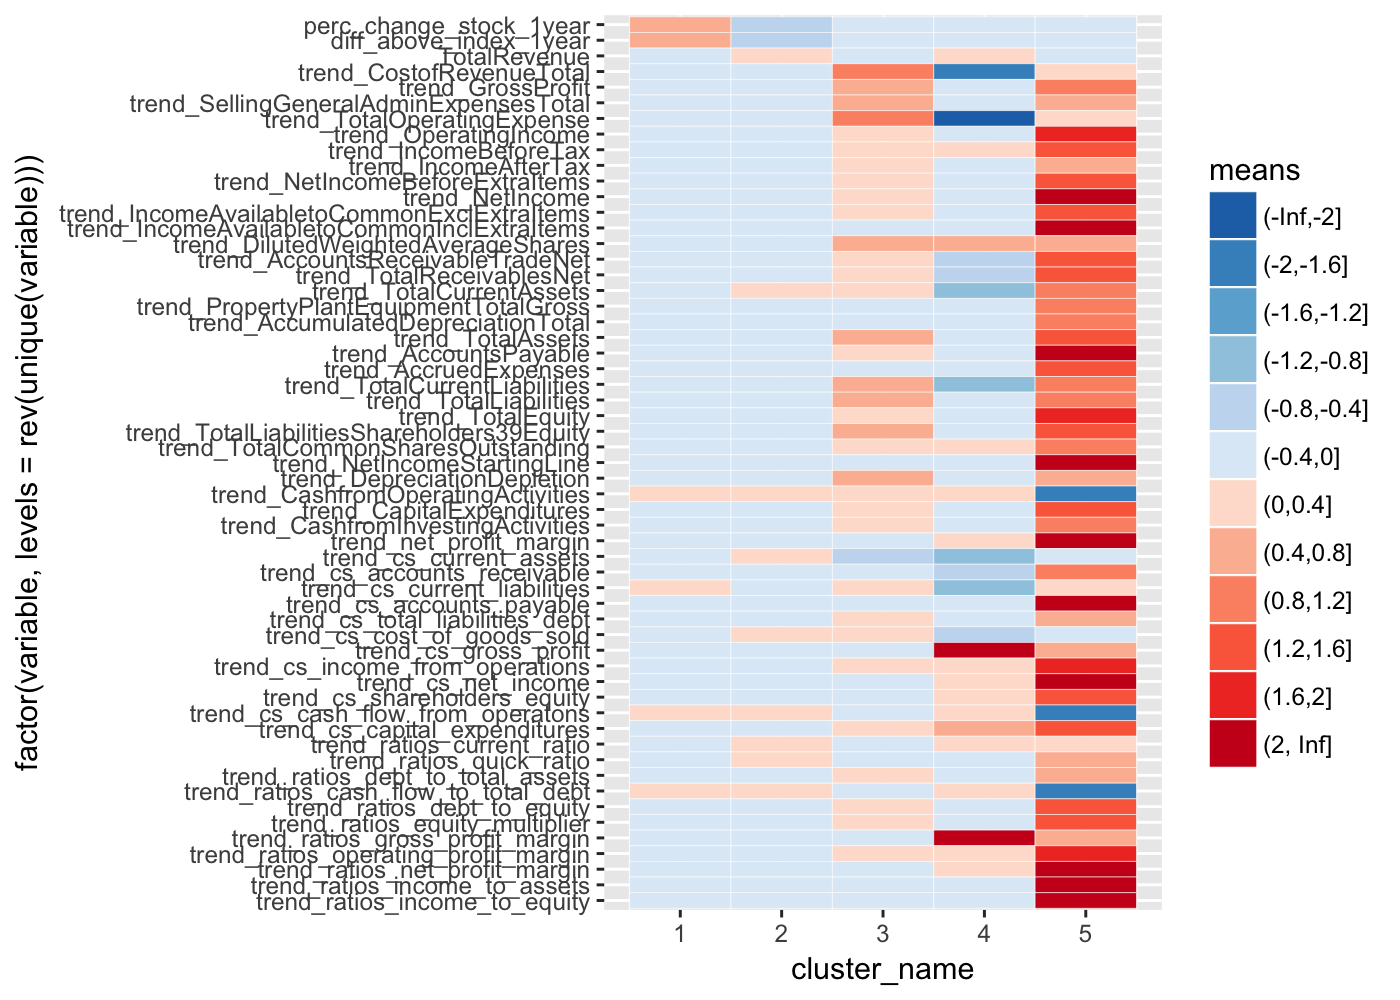 perc_change_stock_1year
diff_above_index_1year
TotalRevenue
trend_CostofRevenueTotal
trend_GrossProfit
trend_SellingGeneralAdminExpensesTotal
trend_TotalOperatingExpense
trend_OperatingIncome
trend_IncomeBeforeTax
trend_IncomeAfterTax
trend_NetIncomeBeforeExtraItems
trend_NetIncome
trend_IncomeAvailabletoCommonExclExtraItems
trend_IncomeAvailabletoCommonInclExtraItems
trend_DilutedWeightedAverageShares
trend_AccountsReceivableTradeNet
trend_TotalReceivablesNet
trend_TotalCurrentAssets
trend_PropertyPlantEquipmentTotalGross
trend_AccumulatedDepreciationTotal
trend_TotalAssets
trend_AccountsPayable
trend_AccruedExpenses
trend_TotalCurrentLiabilities
trend_TotalLiabilities
trend_TotalEquity
trend_TotalLiabilitiesShareholders39Equity
trend_TotalCommonSharesOutstanding
trend_NetIncomeStartingLine
trend_DepreciationDepletion
trend_CashfromOperatingActivities
trend_CapitalExpenditures
trend_CashfromInvestingActivities
trend_net_profit_margin
trend_cs_current_assets
trend_cs_accounts_receivable
trend_cs_current_liabilities
trend_cs_accounts_payable
trend_cs_total_liabilities_debt
trend_cs_cost_of_goods_sold
trend_cs_gross_profit
trend_cs_income_from_operations
trend_cs_net_income
trend_cs_shareholders_equity
trend_cs_cash_flow_from_operatons
trend_cs_capital_expenditures
trend_ratios_current_ratio
trend_ratios_quick_ratio
trend_ratios_debt_to_total_assets
trend_ratios_cash_flow_to_total_debt
trend_ratios_debt_to_equity
trend_ratios_equity_multiplier
trend_ratios_gross_profit_margin
trend_ratios_operating_profit_margin
trend_ratios_net_profit_margin
trend_ratios_income_to_assets
trend_ratios_income_to_equity
factor(variable, levels = rev(unique(variable)))
1 2 3 4 5
cluster_name
means
(-Inf,-2]
(-2,-1.6]
(-1.6,-1.2]
(-1.2,-0.8]
(-0.8,-0.4]
(-0.4,0]
(0,0.4]
(0.4,0.8]
(0.8,1.2]
(1.2,1.6]
(1.6,2]
(2, Inf]